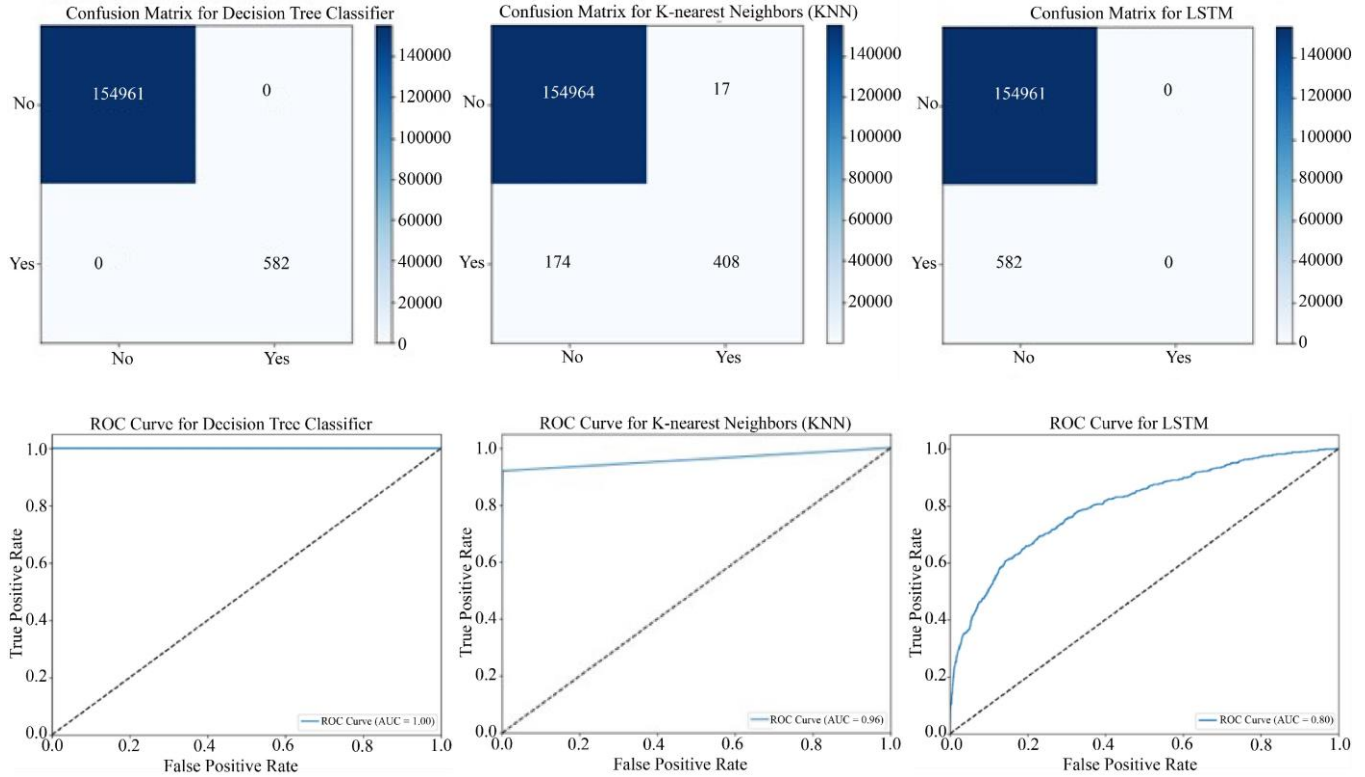 Confusion Matrix for Decision Tree Classifier
No
Yes
154961
0
0
582
No
Yes
140000
120000
100000
80000
60000
40000
20000
0
Confusion Matrix for K-nearest Neighbors (KNN)
No
Yes
154964
17
174
408
No
Yes
140000
120000
100000
80000
60000
40000
20000
Confusion Matrix for LSTM
No
Yes
154961
0
582
0
No
Yes
140000
120000
100000
80000
60000
40000
20000
0
ROC Curve for Decision Tree Classifier
True Positive Rate
1.0
0.8
0.6
0.4
0.2
0.0
ROC Curve (AUC = 1.00)
0.0 0.2 0.4 0.6 0.8 1.0
False Positive Rate
ROC Curve for K-nearest Neighbors (KNN)
True Positive Rate
1.0
0.8
0.6
0.4
0.2
0.0
ROC Curve (AUC = 0.96)
0.0 0.2 0.4 0.6 0.8 1.0
False Positive Rate
ROC Curve for LSTM
True Positive Rate
1.0
0.8
0.6
0.4
0.2
0.0
ROC Curve (AUC = 0.80)
0.0 0.2 0.4 0.6 0.8 1.0
False Positive Rate